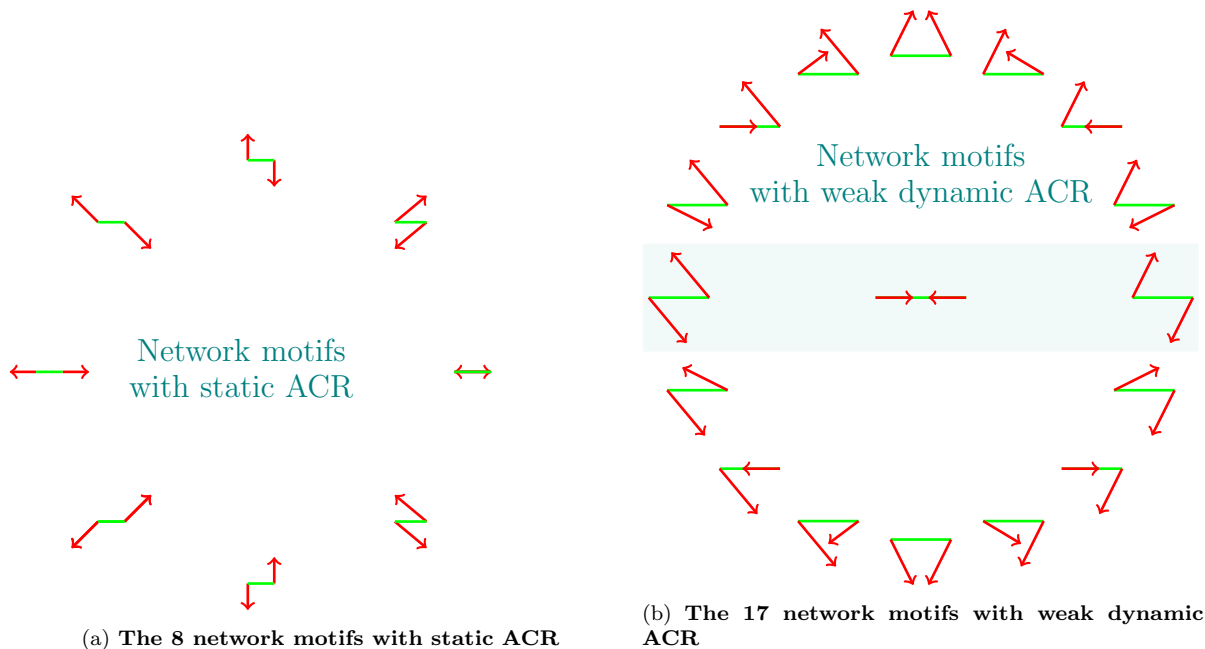 Network motifs
with weak dynamic ACR
Network motifs
with static ACR
(a) The 8 network motifs with static ACR
(b) The 17 network motifs with weak dynamic
ACR